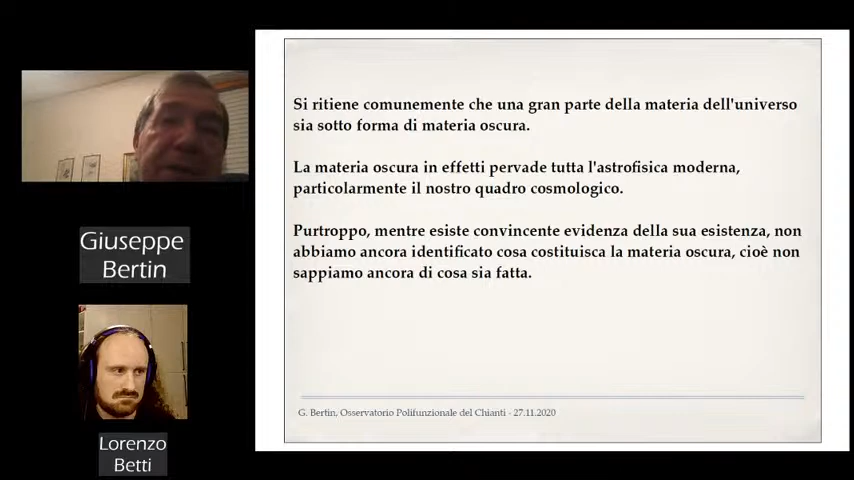 Si ritiene comunemente che una gran parte della materia dell'universo
sia sotto forma di materia oscura.
La materia oscura in effetti pervade tutta l'astrofisica moderna,
particolarmente il nostro quadro cosmologico.
Purtroppo, mentre esiste convincente evidenza della sua esistenza, non
abbiamo ancora identificato cosa costituisca la materia oscura, cioè non
sappiamo ancora di cosa sia fatta.
G. Bertin, Osservatorio Polifunzionale del Chianti - 27.11.2020
Giuseppe
Bertin
Lorenzo
Betti